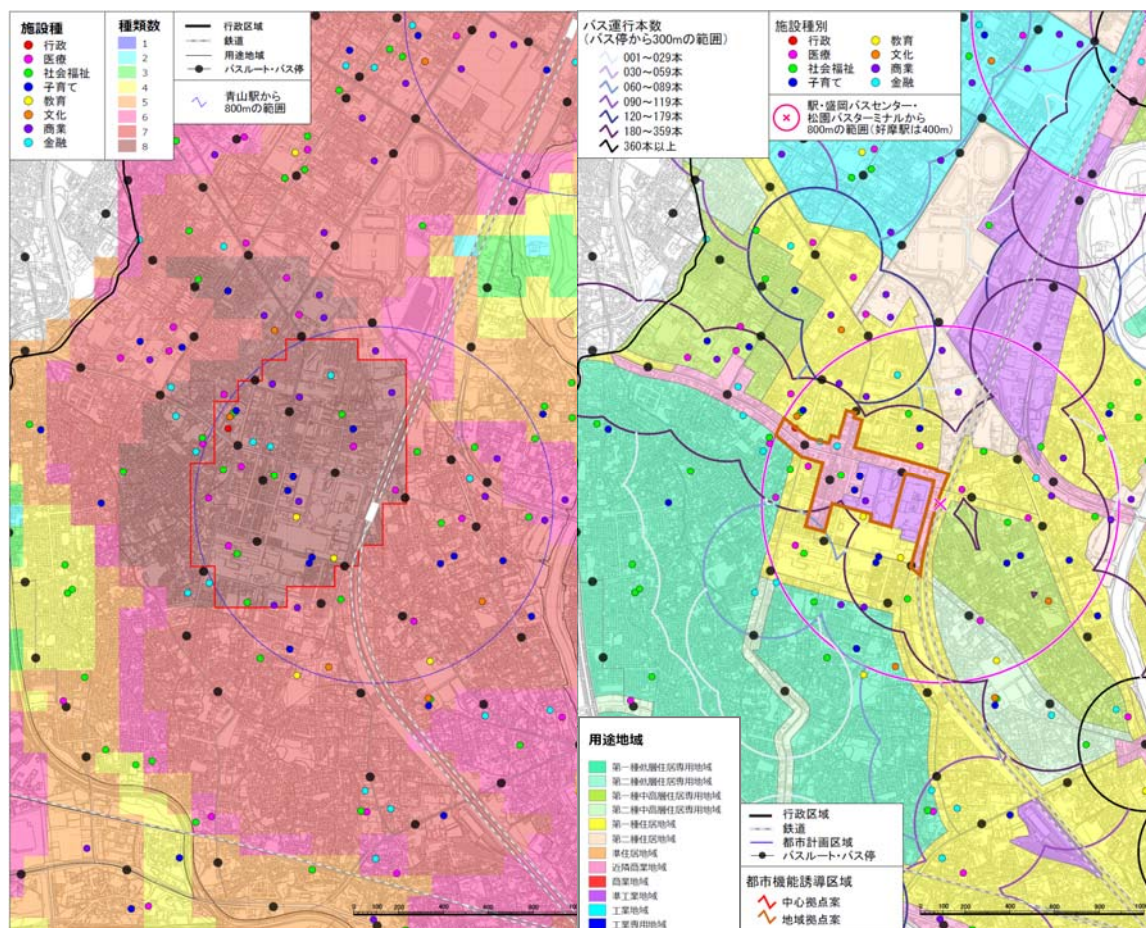 施設種
行政
医療
社会福祉
子育て
教育
文化
商業
金融
種類数
1
2
3
4
5
6
7
8
行政区域
鉄道
用途地域
バスルート・バス停
青山駅から
800mの範囲
0 200 400 600 800
バス運行本数
(バス停から300mの範囲)
001～029本
030～059本
060～089本
090～119本
120～179本
180～359本
360本以上
施設種別
行政
医療
社会福祉
子育て
教育
文化
商業
金融
駅・盛岡バスセンター・
松園バスターミナルから
800mの範囲(好摩駅は400m)
用途地域
第一種低層住居専用地域
第二種低層住居専用地域
第一種中高層住居専用地域
第二種中高層住居専用地域
第一種住居地域
第二種住居地域
準住居地域
近隣商業地域
商業地域
準工業地域
工業地域
工業専用地域
行政区域
鉄道
都市計画区域
バスルート・バス停
都市機能誘導区域
中心拠点案
地域拠点案
0 200 400 600 800